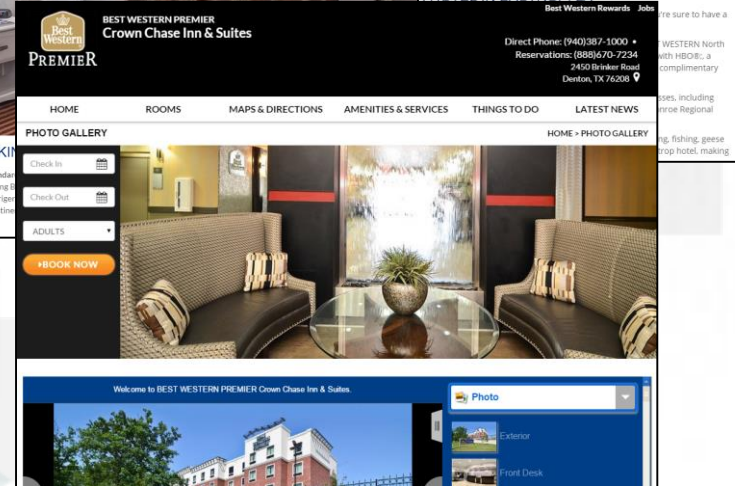 Best Western Rewards Jobs
Best
Western
PREMIER
BEST WESTERN PREMIER
Crown Chase Inn & Suites
Direct Phone: (940)387-1000 •
Reservations: (888)670-7234
2450 Brinker Road
Denton, TX 76208
HOME ROOMS MAPS & DIRECTIONS AMENITIES & SERVICES THINGS TO DO LATEST NEWS
PHOTO GALLERY
HOME > PHOTO GALLERY
Check In
Check Out
ADULTS
BOOK NOW
Welcome to BEST WESTERN PREMIER Crown Chase Inn & Suites.
Photo
Exterior
Front Desk
're sure to have a
WESTERN North
with HBO®, a
complimentary
sses, including
nroe Regional
ng, fishing, geese
trop hotel, making